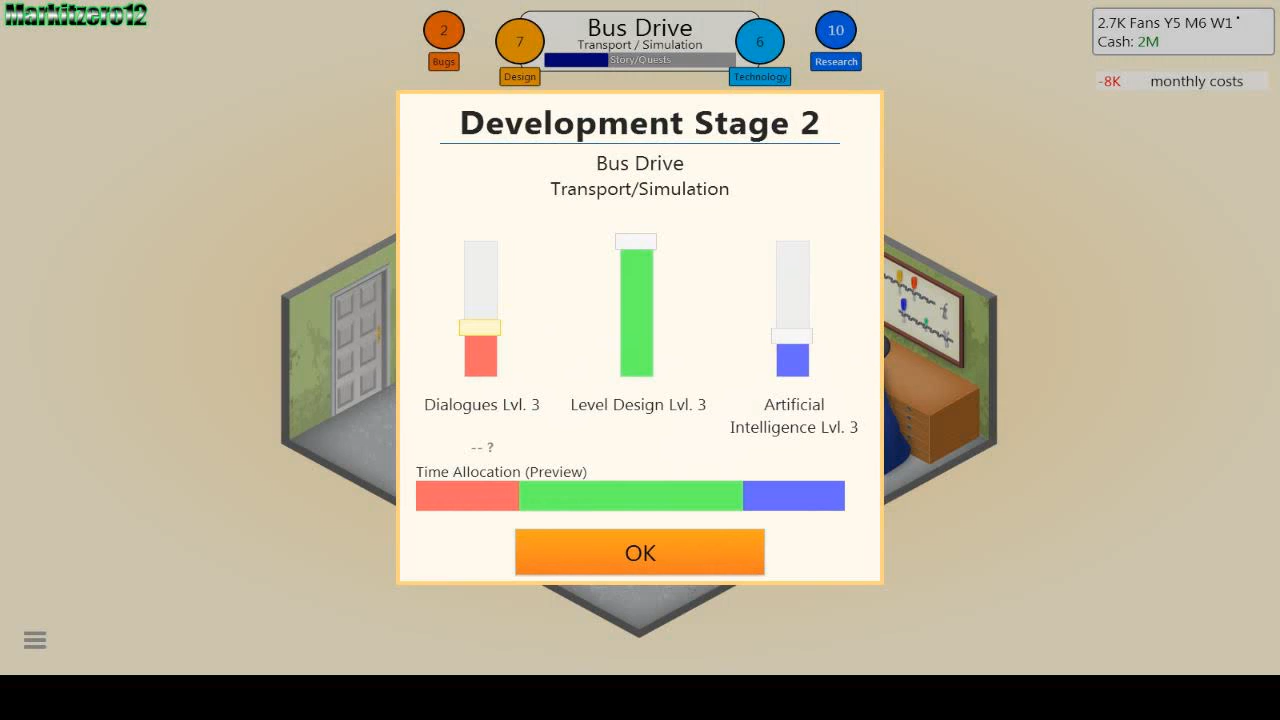 Markitzero12
2
Bugs
7
Design
Bus Drive
Transport / Simulation
Story/Quests
6
Technology
10
Research
2.7K Fans Y5 M6 W1
Cash: 2M
-8K monthly costs
Development Stage 2
Bus Drive
Transport/Simulation
Dialogues Lvl. 3
Level Design Lvl. 3
Artificial
Intelligence Lvl. 3
-- ?
Time Allocation (Preview)
OK